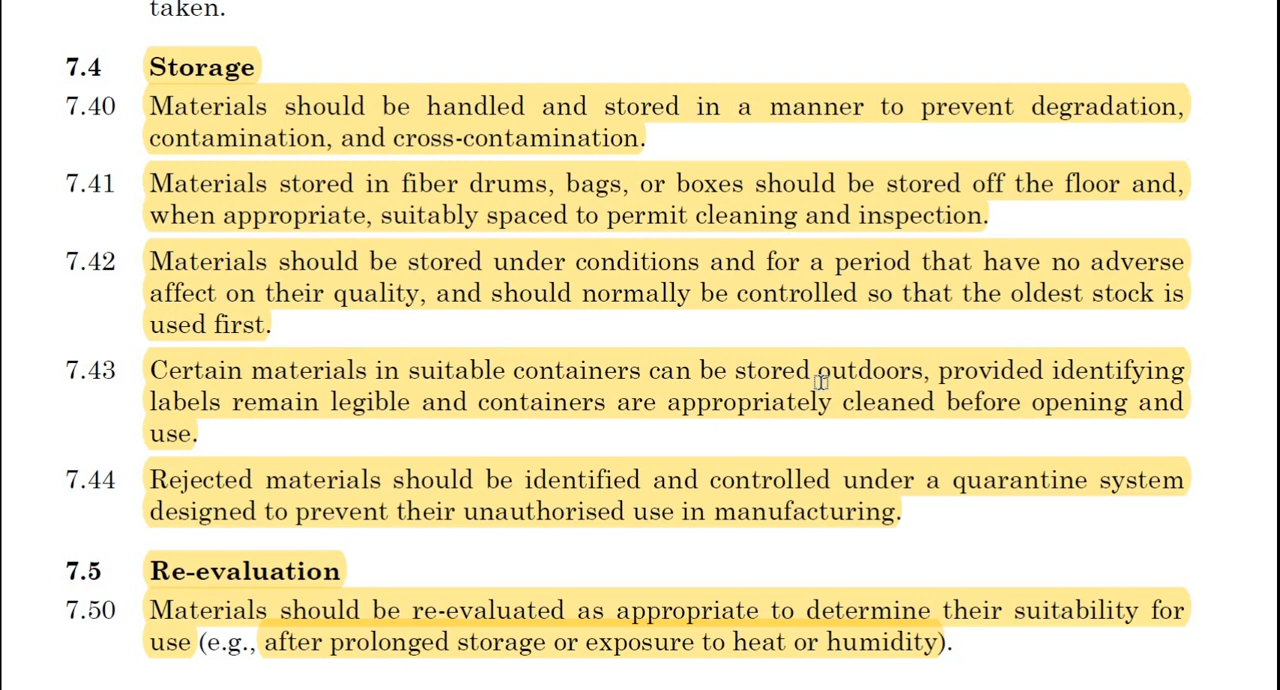 taken.
7.4 Storage
7.40 Materials should be handled and stored in a manner to prevent degradation,
contamination, and cross-contamination.
7.41 Materials stored in fiber drums, bags, or boxes should be stored off the floor and,
when appropriate, suitably spaced to permit cleaning and inspection.
7.42 Materials should be stored under conditions and for a period that have no adverse
affect on their quality, and should normally be controlled so that the oldest stock is
used first.
7.43 Certain materials in suitable containers can be stored outdoors, provided identifying
labels remain legible and containers are appropriately cleaned before opening and
use.
7.44 Rejected materials should be identified and controlled under a quarantine system
designed to prevent their unauthorised use in manufacturing.
7.5 Re-evaluation
7.50 Materials should be re-evaluated as appropriate to determine their suitability for
use (e.g., after prolonged storage or exposure to heat or humidity).